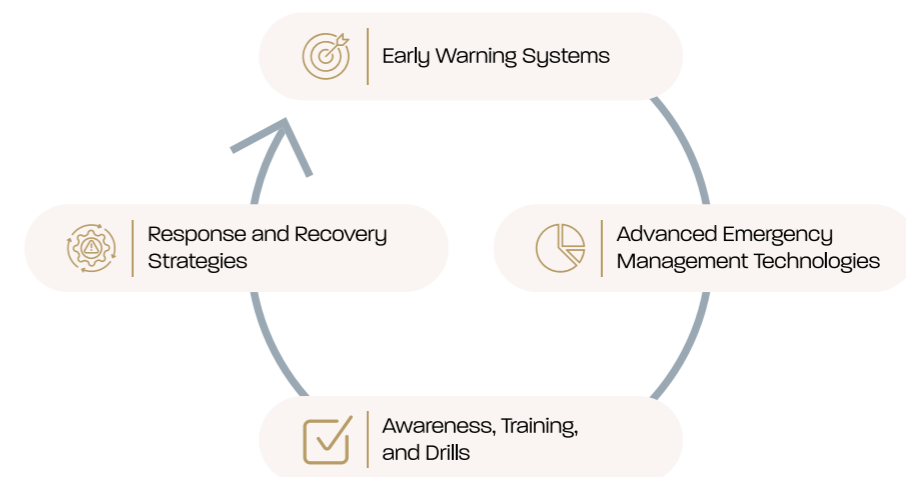 Early Warning Systems
Advanced Emergency
Management Technologies
Awareness, Training,
and Drills
Response and Recovery
Strategies